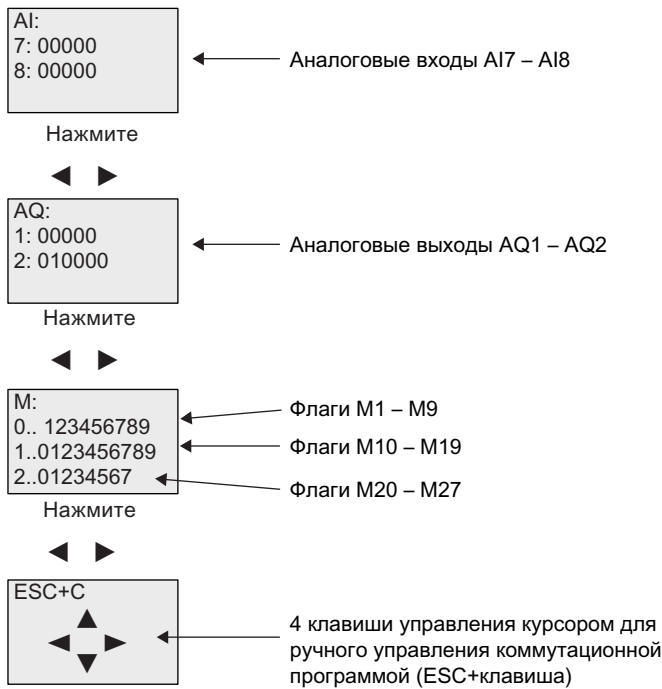 AI:
7: 00000
8: 00000
Аналоговые входы AI7 – AI8
Нажмите
AQ:
1: 00000
2: 010000
Аналоговые выходы AQ1 – AQ2
Нажмите
M:
0.. 123456789
1..0123456789
2..01234567
Флаги M1 – M9
Флаги M10 – M19
Флаги M20 – M27
Нажмите
ESC+C
4 клавиши управления курсором для
ручного управления коммутационной
программой (ESC+клавиша)